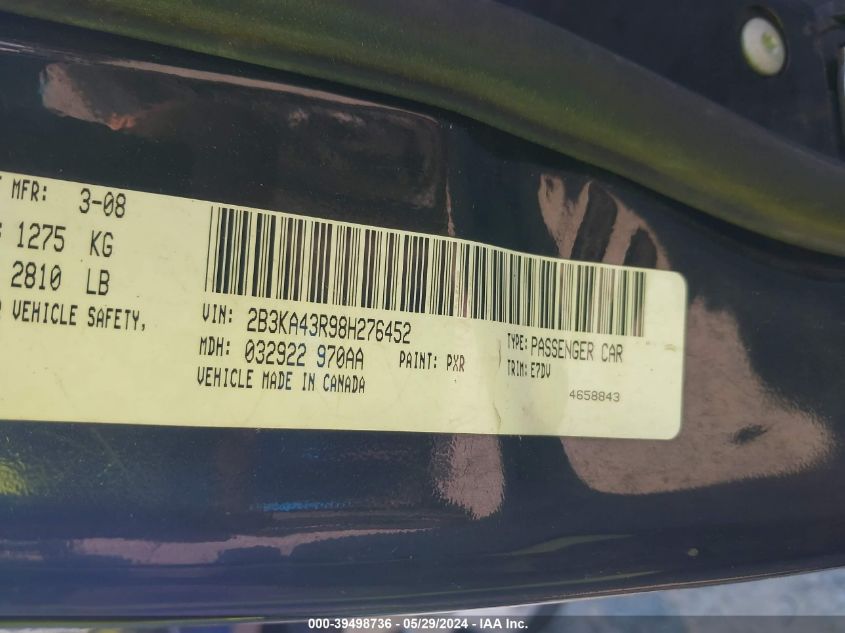 MFR: 3-08
1275 KG
2810 LB
VEHICLE SAFETY,
VIN: 2B3KA43R98H276452
MDH: 032922 970AA PAINT: PXR
VEHICLE MADE IN CANADA
TYPE: PASSENGER CAR
TRIM: E7DV
4658843
000-39498736 - 05/29/2024 - IAA Inc.